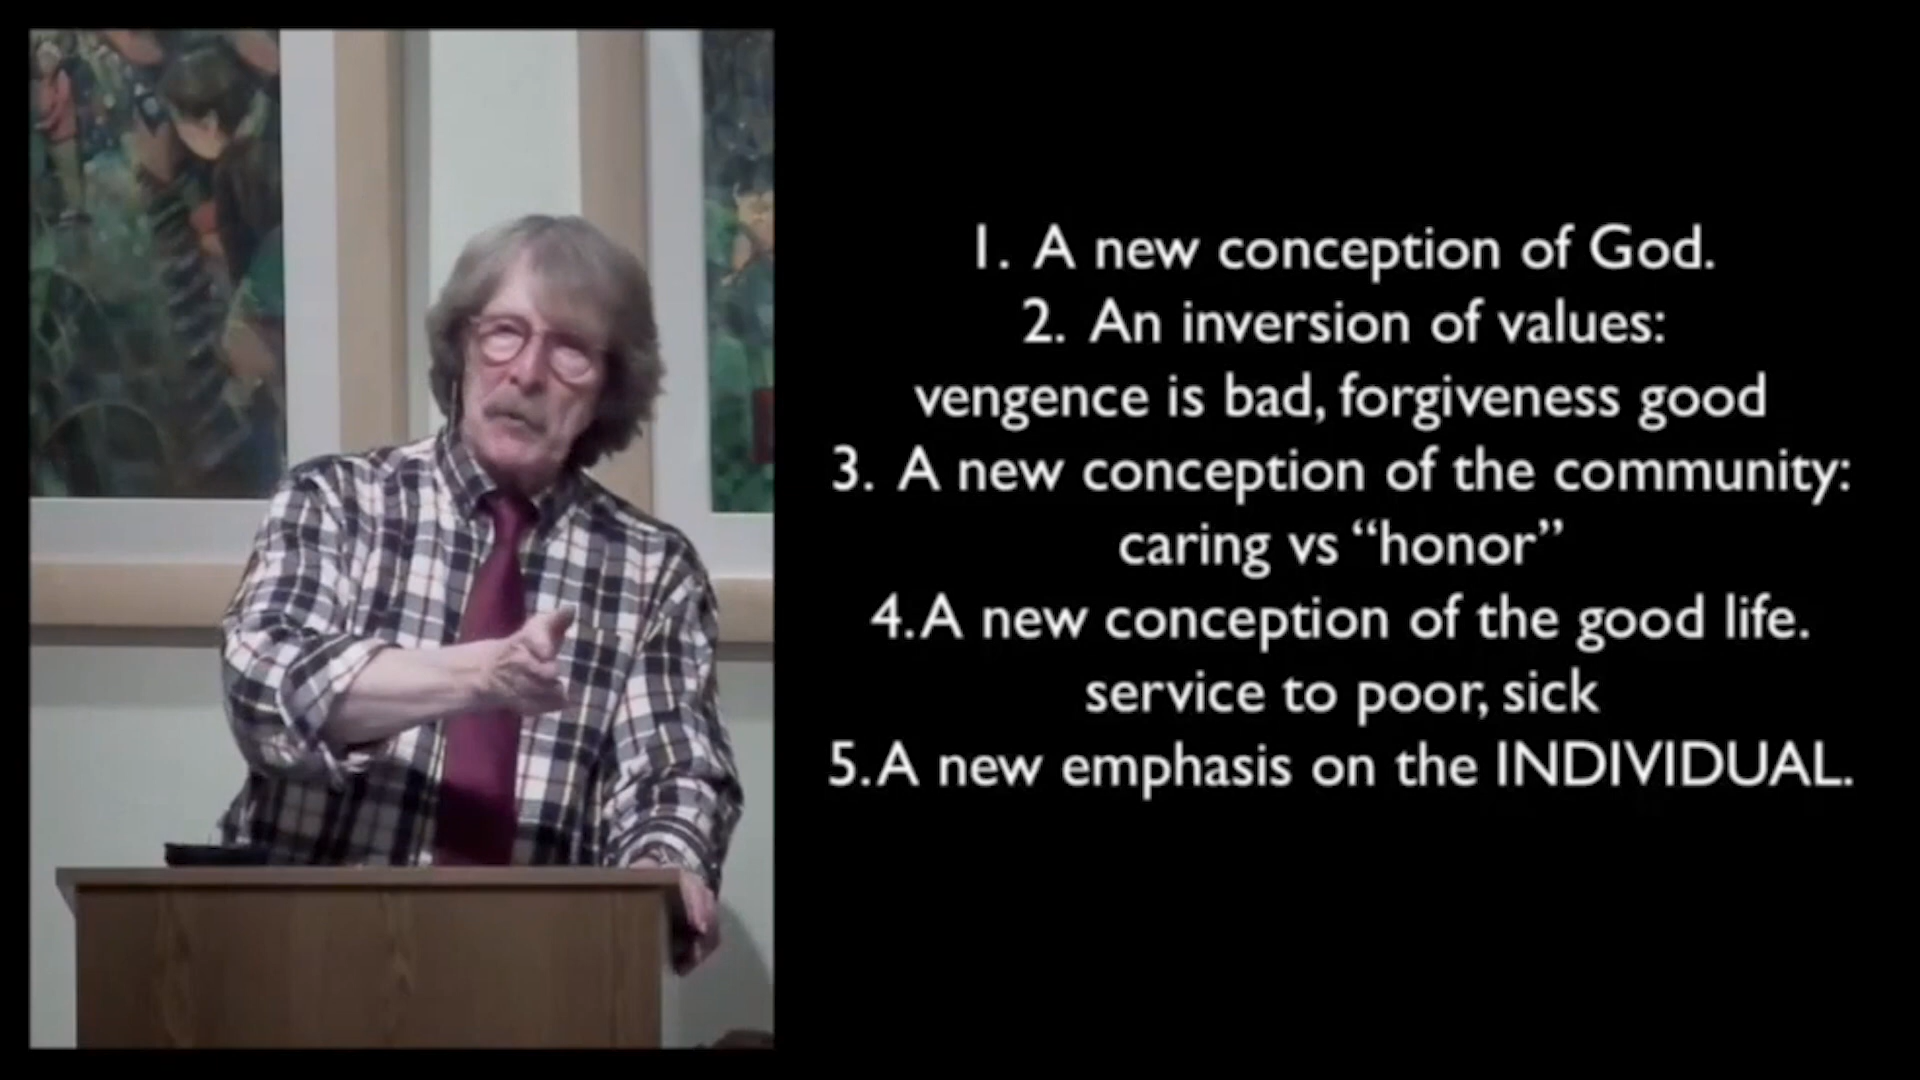 1. A new conception of God.
2. An inversion of values:
vengence is bad, forgiveness good
3. A new conception of the community:
caring vs “honor”
4. A new conception of the good life.
service to poor, sick
5. A new emphasis on the INDIVIDUAL.